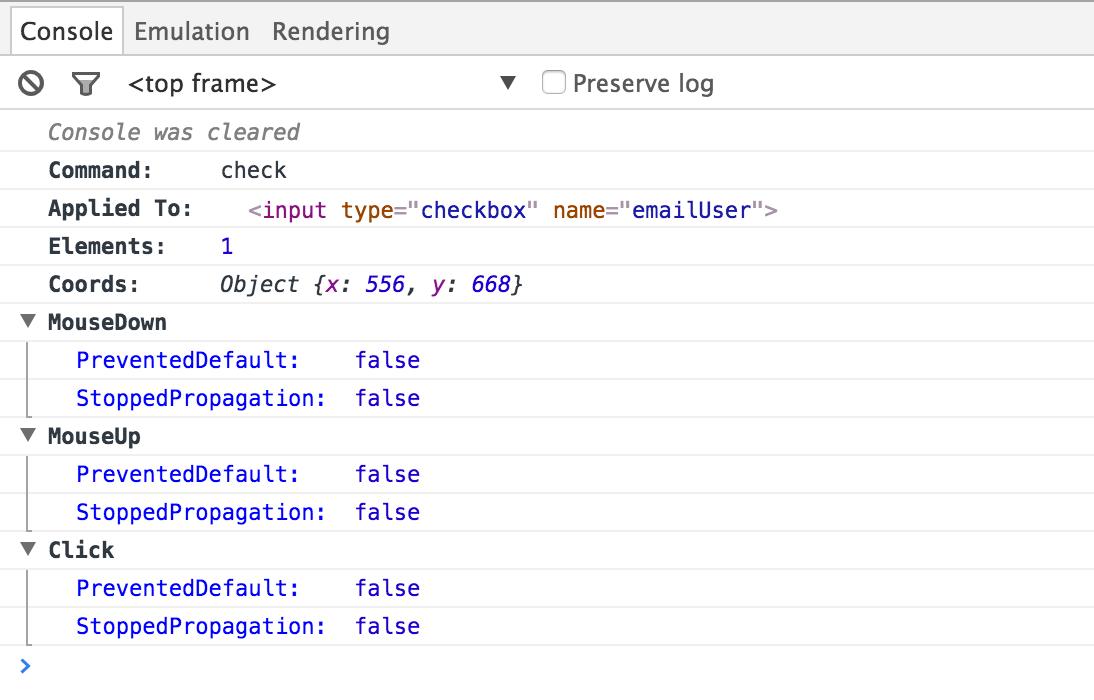 Console Emulation Rendering
<top frame> Preserve log
Console was cleared
Command: check
Applied To: <input type="checkbox" name="emailUser">
Elements: 1
Coords: Object {x: 556, y: 668}
MouseDown
PreventedDefault: false
StoppedPropagation: false
MouseUp
PreventedDefault: false
StoppedPropagation: false
Click
PreventedDefault: false
StoppedPropagation: false